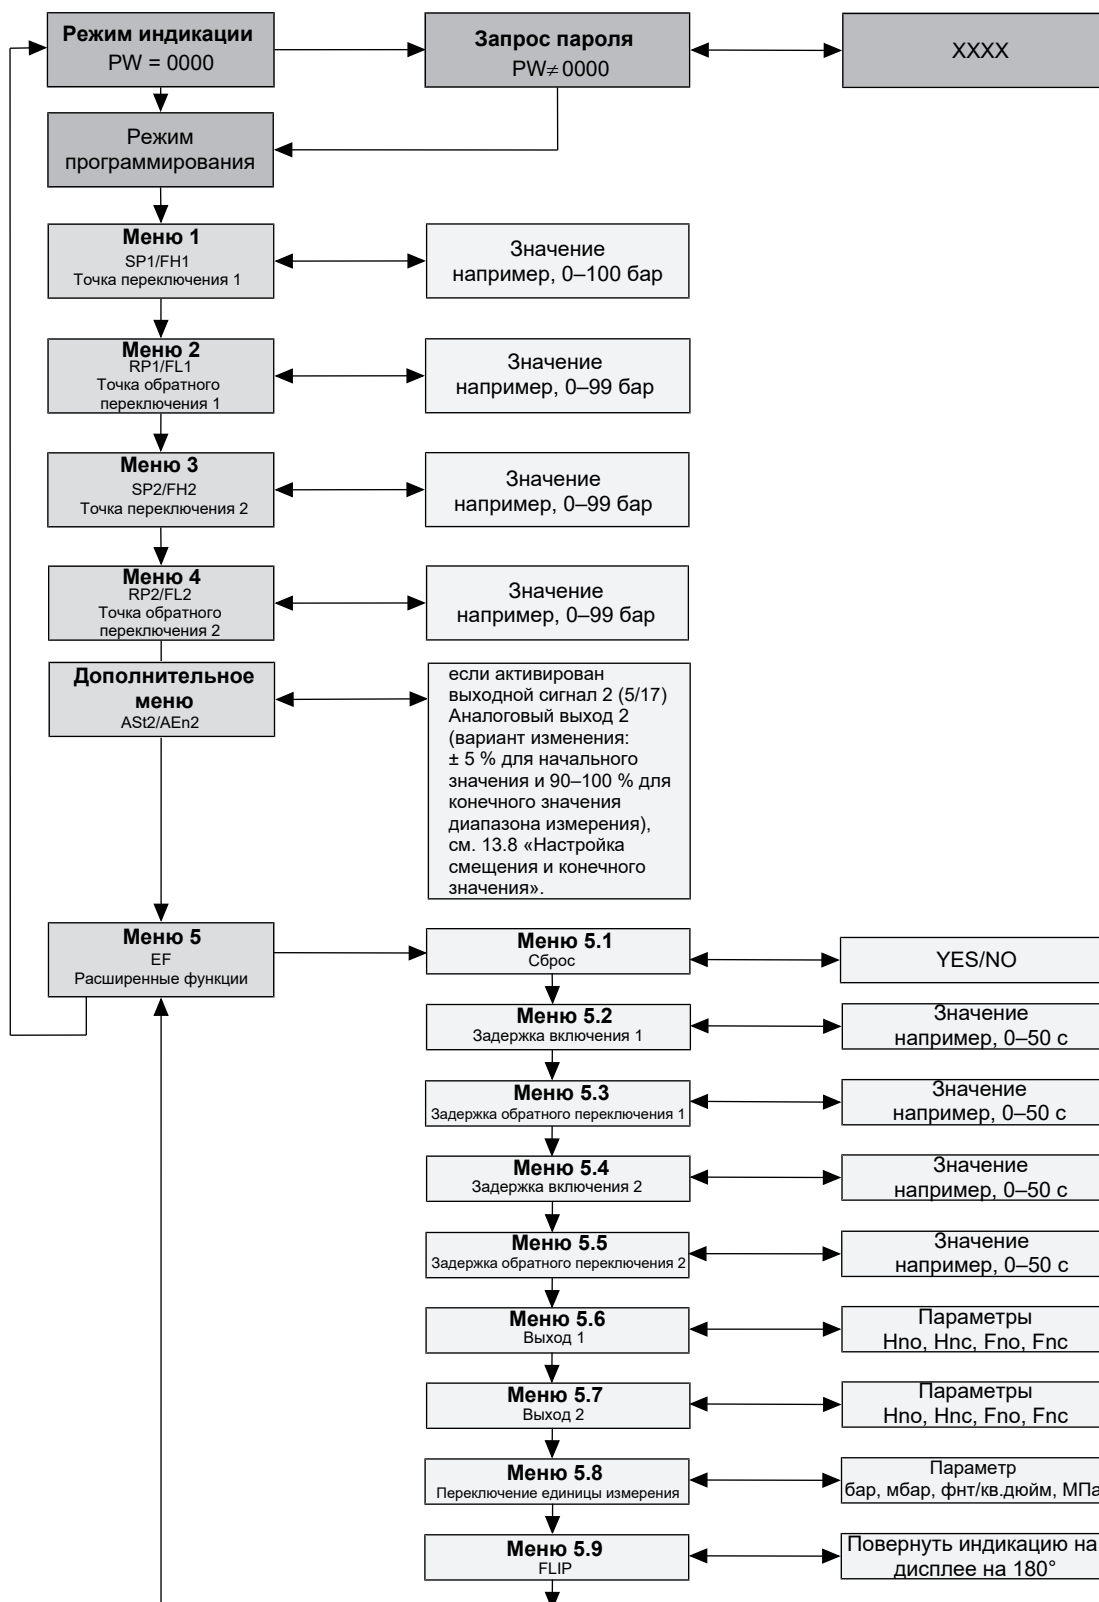 Режим индикации
PW = 0000
Запрос пароля
PW≠0000
XXXX
Режим
программирования
Меню 1
SP1/FH1
Точка переключения 1
Значение
например, 0–100 бар
Меню 2
RP1/FL1
Точка обратного
переключения 1
Значение
например, 0–99 бар
Меню 3
SP2/FH2
Точка переключения 2
Значение
например, 0–99 бар
Меню 4
RP2/FL2
Точка обратного
переключения 2
Значение
например, 0–99 бар
Дополнительное
меню
ASt2/AEn2
если активирован
выходной сигнал 2 (5/17)
Аналоговый выход 2
(вариант изменения:
± 5 % для начального
значения и 90–100 % для
конечного значения
диапазона измерения),
см. 13.8 «Настройка
смещения и конечного
значения».
Меню 5
EF
Расширенные функции
Меню 5.1
Сброс
YES/NO
Меню 5.2
Задержка включения 1
Значение
например, 0–50 с
Меню 5.3
Задержка обратного переключения 1
Значение
например, 0–50 с
Меню 5.4
Задержка включения 2
Значение
например, 0–50 с
Меню 5.5
Задержка обратного переключения 2
Значение
например, 0–50 с
Меню 5.6
Выход 1
Параметры
Hno, Hnc, Fno, Fnc
Меню 5.7
Выход 2
Параметры
Hno, Hnc, Fno, Fnc
Меню 5.8
Переключение единицы измерения
Параметр
бар, мбар, фнт/кв.дюйм, МПа
Меню 5.9
FLIP
Повернуть индикацию на
дисплее на 180°